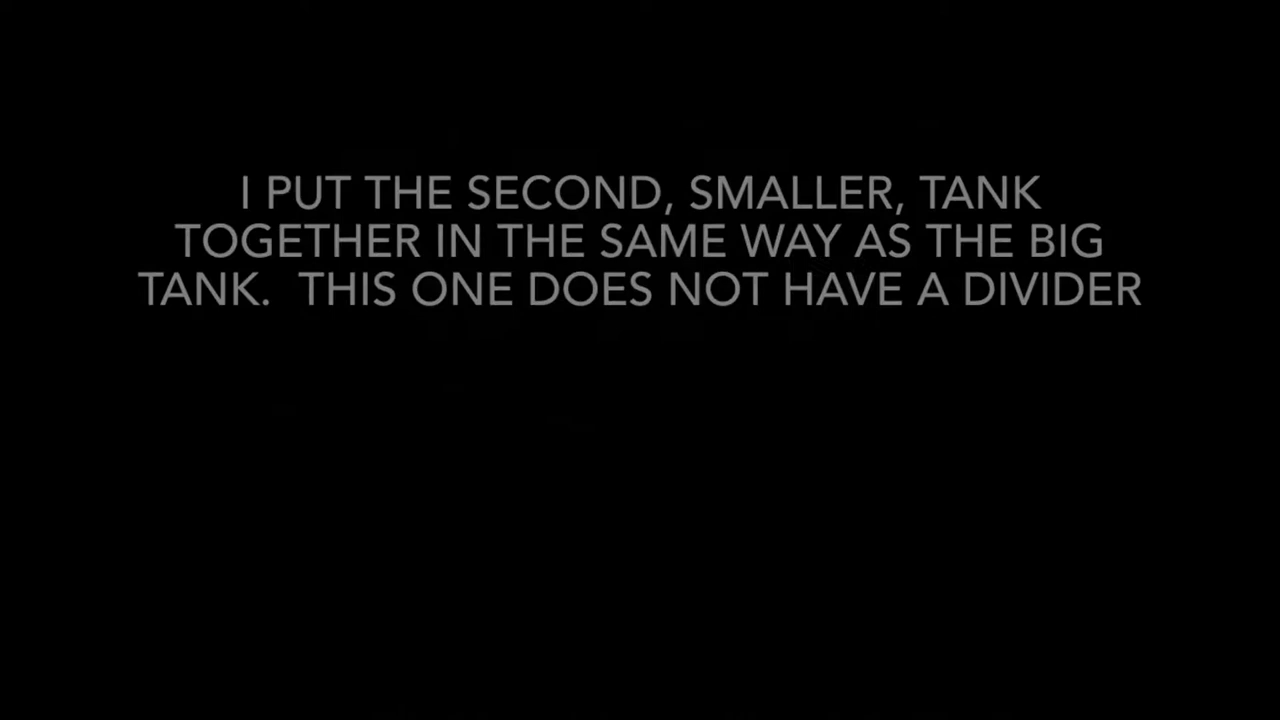 I PUT THE SECOND, SMALLER, TANK
TOGETHER IN THE SAME WAY AS THE BIG
TANK.  THIS ONE DOES NOT HAVE A DIVIDER